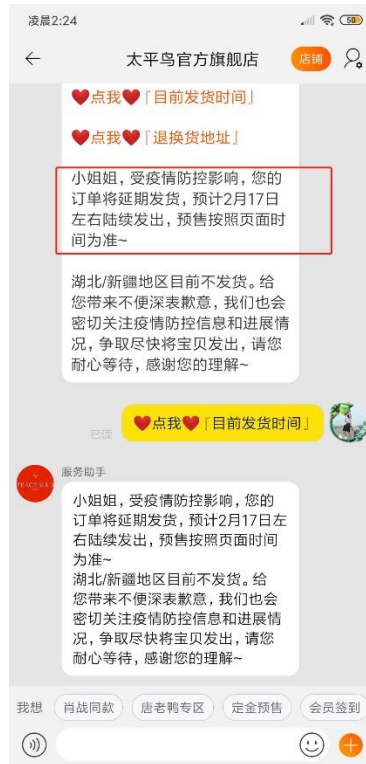 凌晨2:24
50
太平鸟官方旗舰店
店铺
❤点我❤『目前发货时间』
❤点我❤『退换货地址』
小姐姐，受疫情防控影响，您的
订单将延期发货，预计2月17日
左右陆续发出，预售按照页面时
间为准~
湖北/新疆地区目前不发货。给
您带来不便深表歉意，我们也会
密切关注疫情防控信息和进展情
况，争取尽快将宝贝发出，请您
耐心等待，感谢您的理解~
已读
❤点我❤『目前发货时间』
服务助手
小姐姐，受疫情防控影响，您的
订单将延期发货，预计2月17日左
右陆续发出，预售按照页面时间
为准~
湖北/新疆地区目前不发货。给
您带来不便深表歉意，我们也会
密切关注疫情防控信息和进展情
况，争取尽快将宝贝发出，请您
耐心等待，感谢您的理解~
我想
肖战同款
唐老鸭专区
定金预售
会员签到